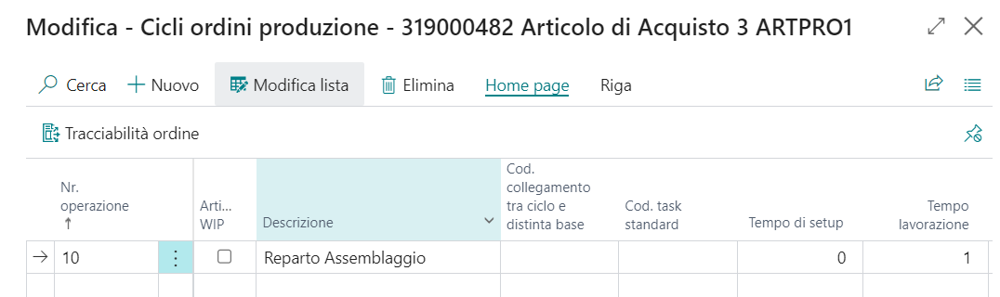 Modifica - Cicli ordini produzione - 319000482 Articolo di Acquisto 3 ARTPRO1
Cerca Nuovo Modifica lista Elimina Home page Riga
Tracciabilità ordine
Nr. operazione ↑
Arti... WIP
Descrizione
Cod. collegamento tra ciclo e distinta base
Cod. task standard
Tempo di setup
Tempo lavorazione
10 Reparto Assemblaggio 0 1